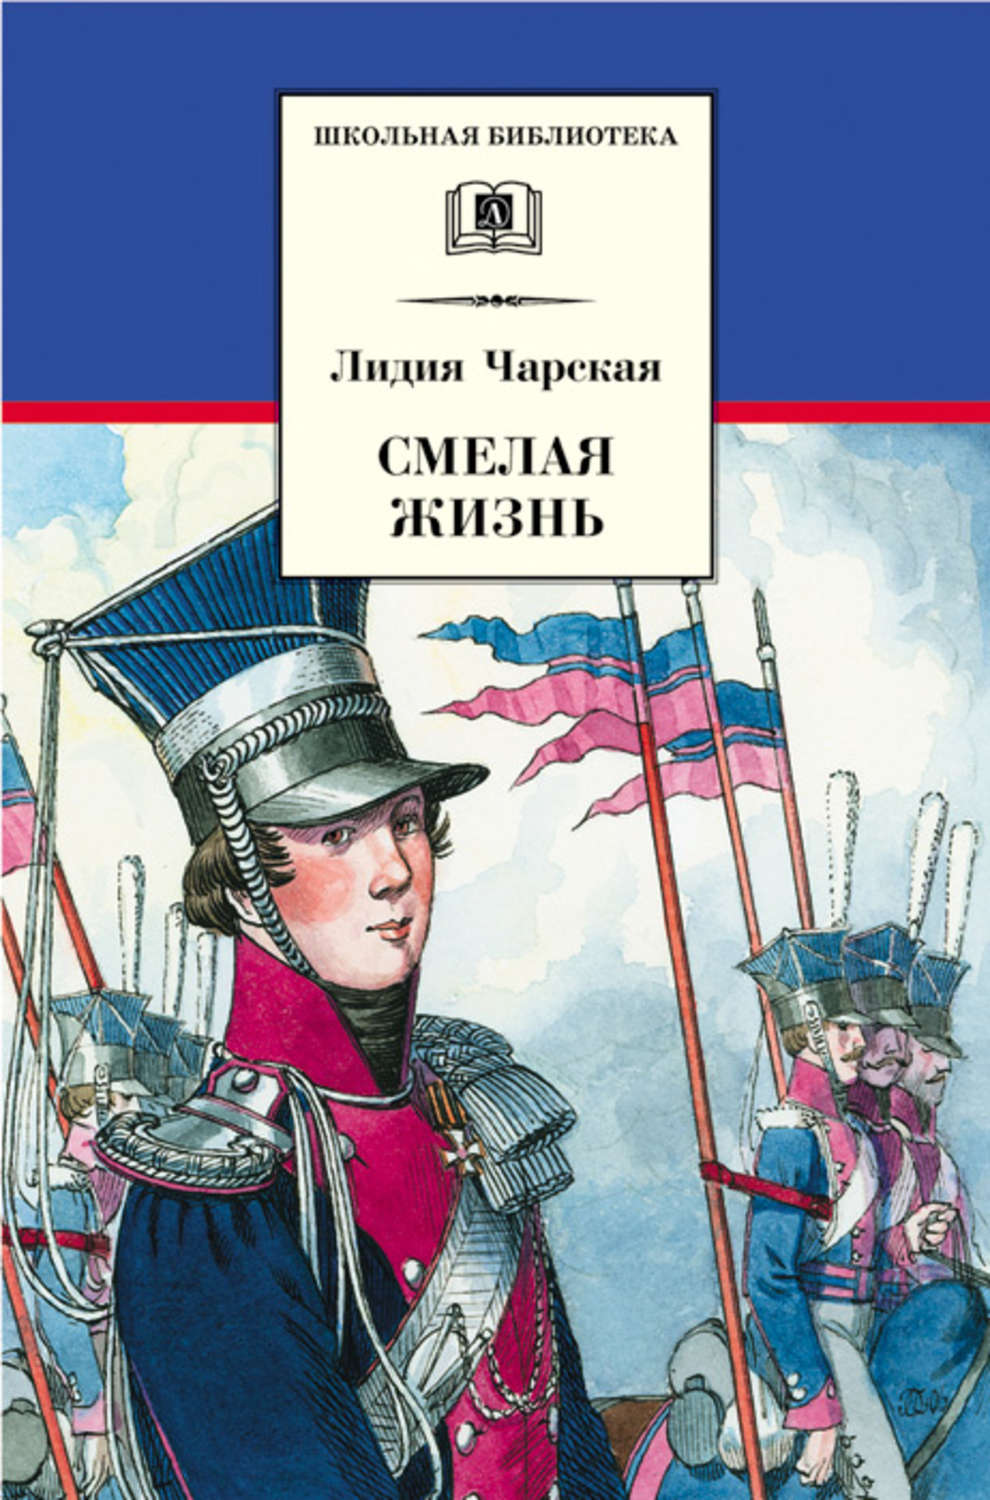 ШКОЛЬНАЯ БИБЛИОТЕКА
Д
Лидия Чарская
СМЕЛАЯ
ЖИЗНЬ